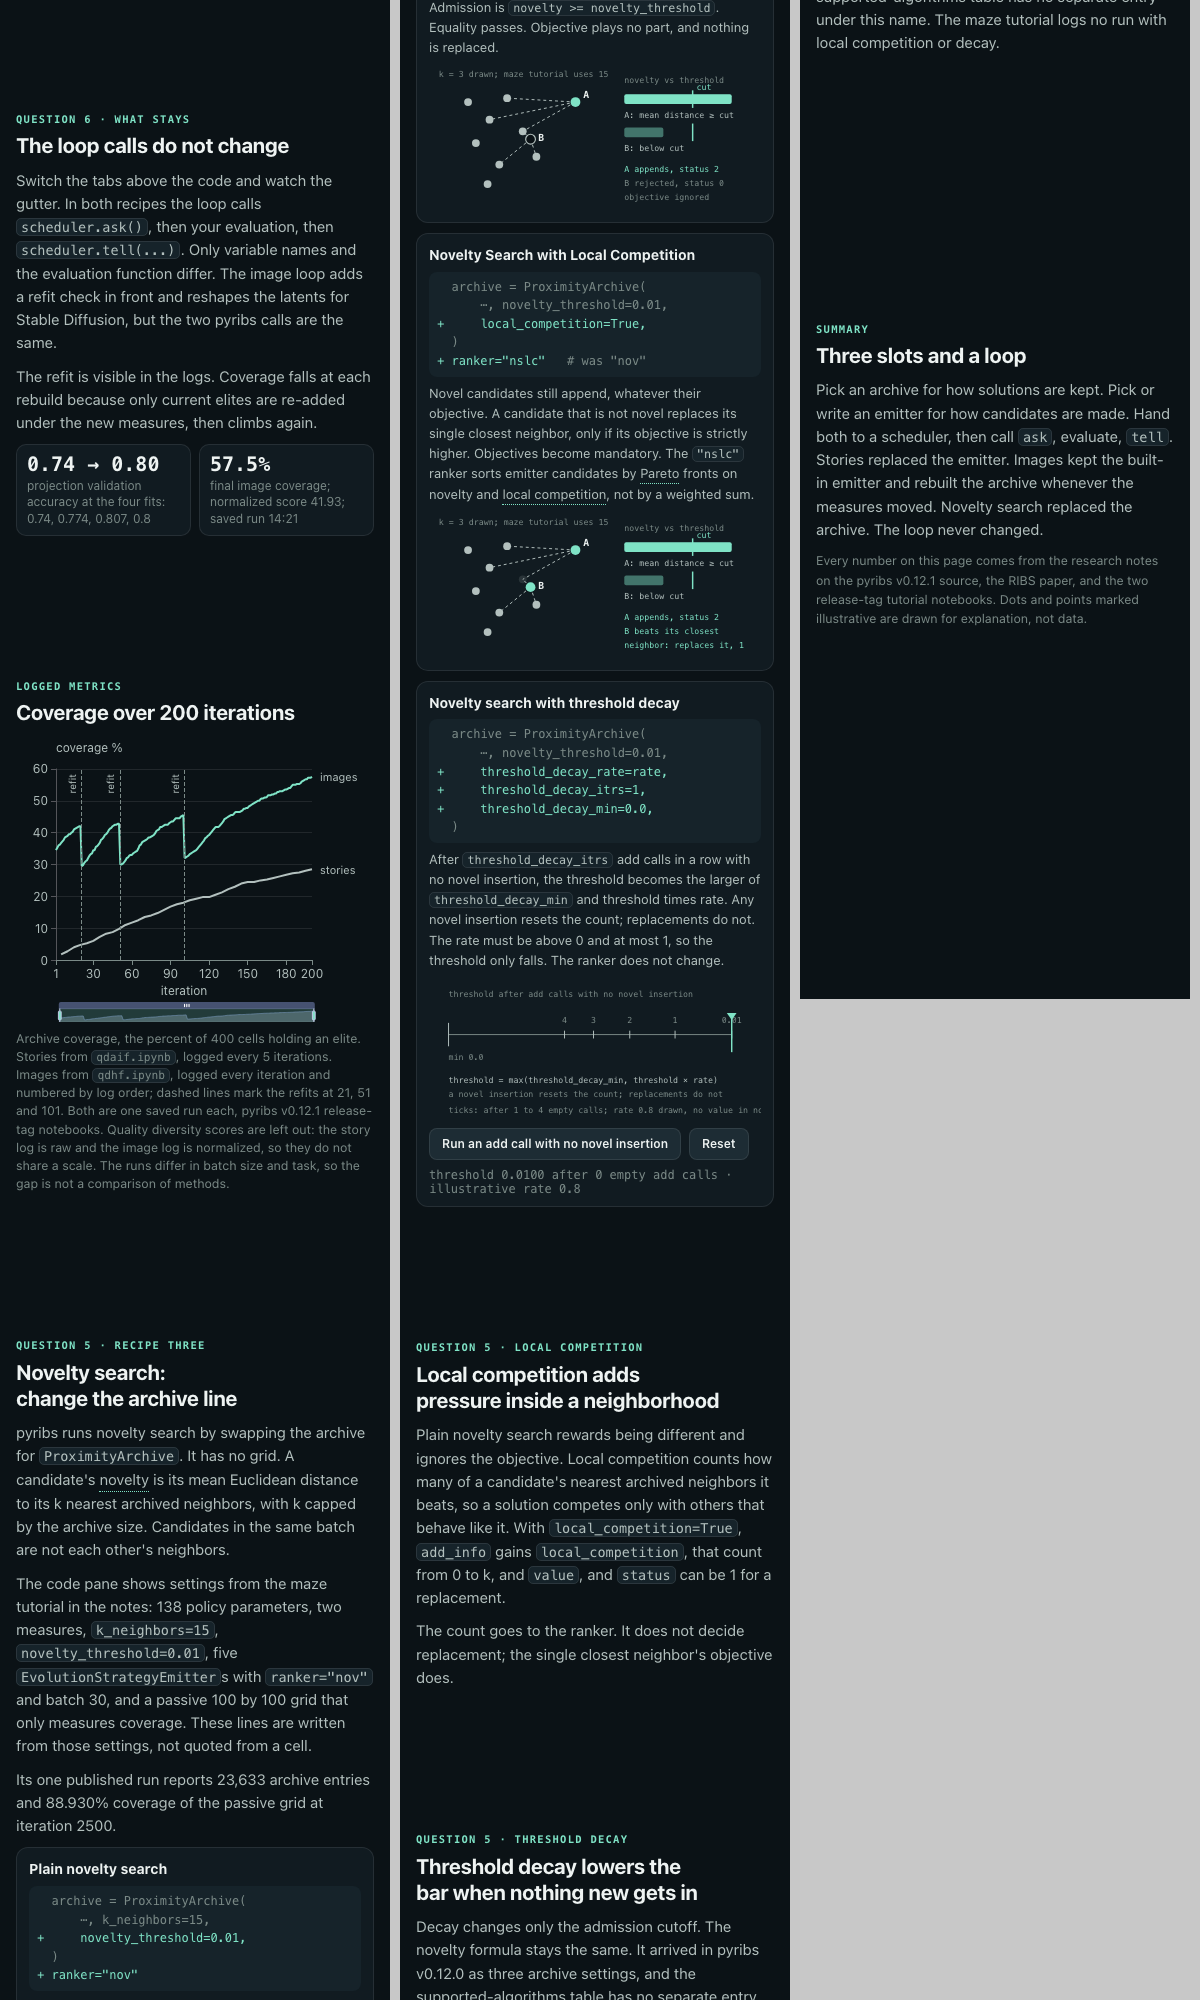 QUESTION 6 · WHAT STAYS
The loop calls do not change
Switch the tabs above the code and watch the
gutter. In both recipes the loop calls
scheduler.ask(), then your evaluation, then
scheduler.tell(...). Only variable names and
the evaluation function differ. The image loop adds
a refit check in front and reshapes the latents for
Stable Diffusion, but the two pyribs calls are the
same.
The refit is visible in the logs. Coverage falls at each
rebuild because only current elites are re-added
under the new measures, then climbs again.
0.74 → 0.80
projection validation
accuracy at the four fits:
0.74, 0.774, 0.807, 0.8
57.5%
final image coverage;
normalized score 41.93;
saved run 14:21
LOGGED METRICS
Coverage over 200 iterations
coverage %
60
50
40
30
20
10
0
refit
refit
refit
images
stories
1 30 60 90 120 150 180 200
iteration
Archive coverage, the percent of 400 cells holding an elite.
Stories from qdaif.ipynb, logged every 5 iterations.
Images from qdhf.ipynb, logged every iteration and
numbered by log order; dashed lines mark the refits at 21, 51
and 101. Both are one saved run each, pyribs v0.12.1 release-
tag notebooks. Quality diversity scores are left out: the story
log is raw and the image log is normalized, so they do not
share a scale. The runs differ in batch size and task, so the
gap is not a comparison of methods.
QUESTION 5 · RECIPE THREE
Novelty search:
change the archive line
pyribs runs novelty search by swapping the archive
for ProximityArchive. It has no grid. A
candidate's novelty is its mean Euclidean distance
to its k nearest archived neighbors, with k capped
by the archive size. Candidates in the same batch
are not each other's neighbors.
The code pane shows settings from the maze
tutorial in the notes: 138 policy parameters, two
measures, k_neighbors=15,
novelty_threshold=0.01, five
EvolutionStrategyEmitters with ranker="nov"
and batch 30, and a passive 100 by 100 grid that
only measures coverage. These lines are written
from those settings, not quoted from a cell.
Its one published run reports 23,633 archive entries
and 88.930% coverage of the passive grid at
iteration 2500.
Plain novelty search
archive = ProximityArchive(
⋯, k_neighbors=15,
+ novelty_threshold=0.01,
)
+ ranker="nov"
Admission is novelty >= novelty_threshold.
Equality passes. Objective plays no part, and nothing
is replaced.
k = 3 drawn; maze tutorial uses 15
A
B
novelty vs threshold
cut
A: mean distance ≥ cut
B: below cut
A appends, status 2
B rejected, status 0
objective ignored
Novelty Search with Local Competition
archive = ProximityArchive(
⋯, novelty_threshold=0.01,
+ local_competition=True,
)
+ ranker="nslc" # was "nov"
Novel candidates still append, whatever their
objective. A candidate that is not novel replaces its
single closest neighbor, only if its objective is strictly
higher. Objectives become mandatory. The "nslc"
ranker sorts emitter candidates by Pareto fronts on
novelty and local competition, not by a weighted sum.
k = 3 drawn; maze tutorial uses 15
A
B
novelty vs threshold
cut
A: mean distance ≥ cut
B: below cut
A appends, status 2
B beats its closest
neighbor: replaces it, 1
Novelty search with threshold decay
archive = ProximityArchive(
⋯, novelty_threshold=0.01,
+ threshold_decay_rate=rate,
+ threshold_decay_itrs=1,
+ threshold_decay_min=0.0,
)
After threshold_decay_itrs add calls in a row with
no novel insertion, the threshold becomes the larger of
threshold_decay_min and threshold times rate. Any
novel insertion resets the count; replacements do not.
The rate must be above 0 and at most 1, so the
threshold only falls. The ranker does not change.
threshold after add calls with no novel insertion
4 3 2 1 0.01
min 0.0
threshold = max(threshold_decay_min, threshold × rate)
a novel insertion resets the count; replacements do not
ticks: after 1 to 4 empty calls; rate 0.8 drawn, no value in
Run an add call with no novel insertion
Reset
threshold 0.0100 after 0 empty add calls ·
illustrative rate 0.8
QUESTION 5 · LOCAL COMPETITION
Local competition adds
pressure inside a neighborhood
Plain novelty search rewards being different and
ignores the objective. Local competition counts how
many of a candidate's nearest archived neighbors it
beats, so a solution competes only with others that
behave like it. With local_competition=True,
add_info gains local_competition, that count
from 0 to k, and value, and status can be 1 for a
replacement.
The count goes to the ranker. It does not decide
replacement; the single closest neighbor's objective
does.
QUESTION 5 · THRESHOLD DECAY
Threshold decay lowers the
bar when nothing new gets in
Decay changes only the admission cutoff. The
novelty formula stays the same. It arrived in pyribs
v0.12.0 as three archive settings, and the
supported-algorithms table has no separate entry
under this name. The maze tutorial logs no run with
local competition or decay.
SUMMARY
Three slots and a loop
Pick an archive for how solutions are kept. Pick or
write an emitter for how candidates are made. Hand
both to a scheduler, then call ask, evaluate, tell.
Stories replaced the emitter. Images kept the built-
in emitter and rebuilt the archive whenever the
measures moved. Novelty search replaced the
archive. The loop never changed.
Every number on this page comes from the research notes
on the pyribs v0.12.1 source, the RIBS paper, and the two
release-tag tutorial notebooks. Dots and points marked
illustrative are drawn for explanation, not data.